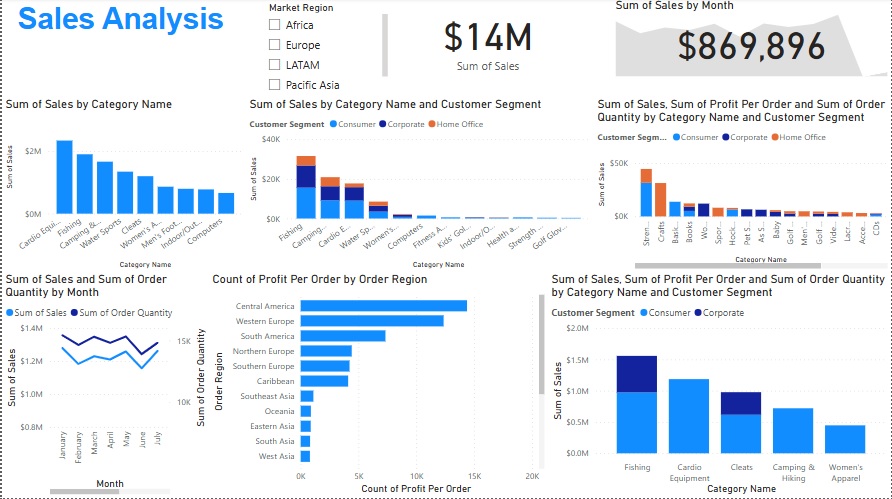 Sales Analysis
Market Region
Africa
Europe
LATAM
Pacific Asia
$14M
Sum of Sales
Sum of Sales by Month
$869,896
Sum of Sales by Category Name
Sum of Sales
$2M
$0M
Cardio Equi...
Fishing
Camping &...
Water Sports
Cleats
Women's A...
Men's Foot...
Indoor/Out...
Computers
Category Name
Sum of Sales by Category Name and Customer Segment
Customer Segment Consumer Corporate Home Office
Sum of Sales
$40K
$20K
$0K
Fishing
Camping...
Cardio E...
Water Sp...
Women's...
Computers
Fitness A...
Kids' Gol...
Indoor/O...
Health a...
Strength ...
Golf Glov...
Category Name
Sum of Sales, Sum of Profit Per Order and Sum of Order
Quantity by Category Name and Customer Segment
Customer Segm... Consumer Corporate Home Office
Sum of Sales
$50K
$0K
Stren...
Crafts
Bask...
Books
Wo...
Spor...
Hock...
Pet S...
As S...
Baby
Golf ...
Men'...
Golf...
Vide...
Lacr...
Acce...
CDs
Category Name
Sum of Sales and Sum of Order
Quantity by Month
Sum of Sales Sum of Order Quantity
Sum of Sales
$1.4M
$1.2M
$1.0M
$0.8M
15K
10K
Sum of Order Quantity
January
February
March
April
May
June
July
Month
Count of Profit Per Order by Order Region
Order Region
Central America
Western Europe
South America
Northern Europe
Southern Europe
Caribbean
Southeast Asia
Oceania
Eastern Asia
South Asia
West Asia
0K
5K
10K
15K
20K
Count of Profit Per Order
Sum of Sales, Sum of Profit Per Order and Sum of Order Quantity
by Category Name and Customer Segment
Customer Segment Consumer Corporate
Sum of Sales
$2.0M
$1.5M
$1.0M
$0.5M
$0.0M
Fishing
Cardio
Equipment
Cleats
Camping &
Hiking
Women's
Apparel
Category Name